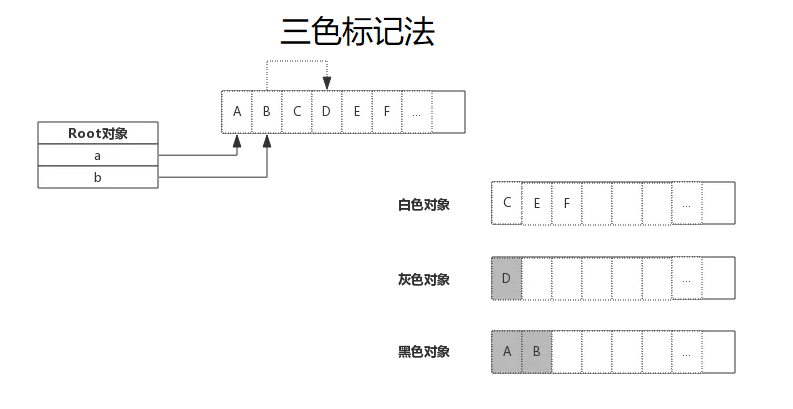 三色标记法
A B C D E F ...
Root对象
a
b
白色对象 C E F ...
灰色对象 D ...
黑色对象 A B ...